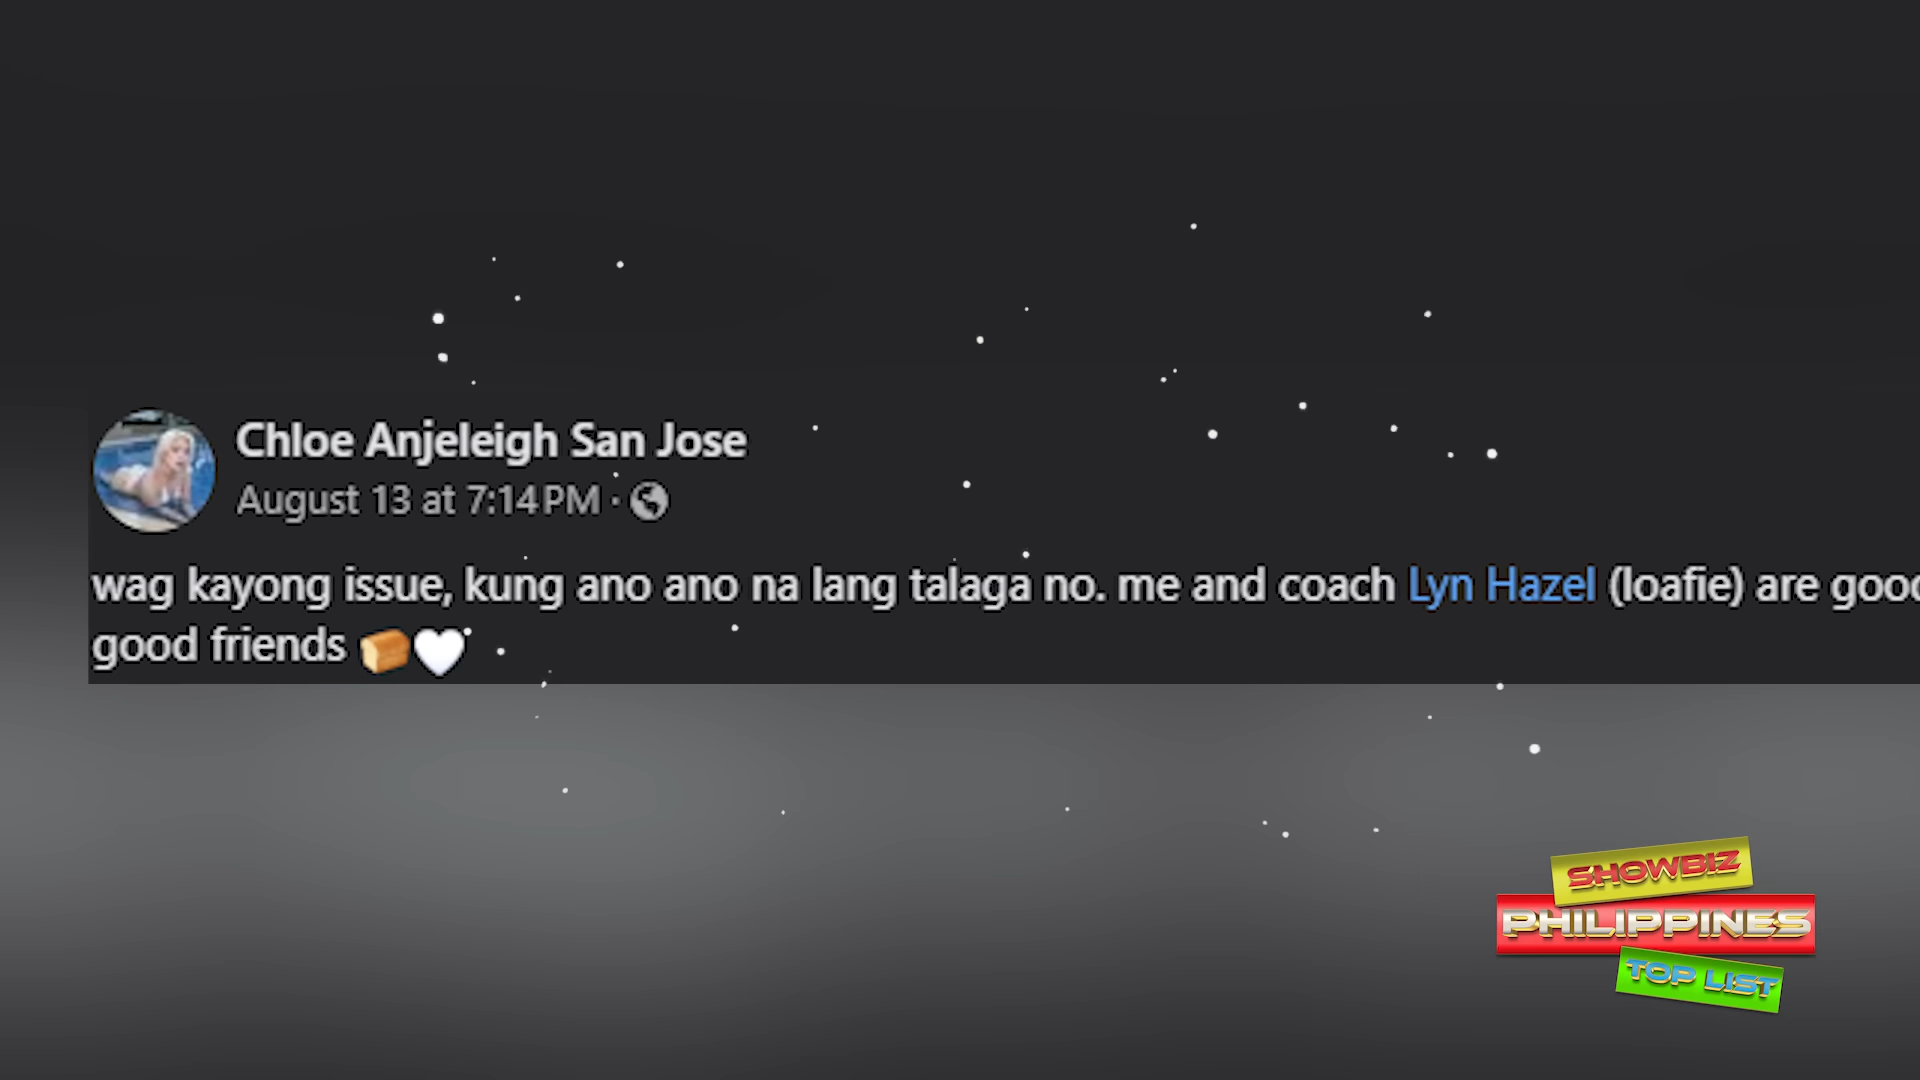 Chloe Anjeleigh San Jose
August 13 at 7:14 PM ·
wag kayong issue, kung ano ano na lang talaga no. me and coach Lyn Hazel (loafie) are good
good friends 🍞🤍
SHOWBIZ
PHILIPPINES
TOP LIST